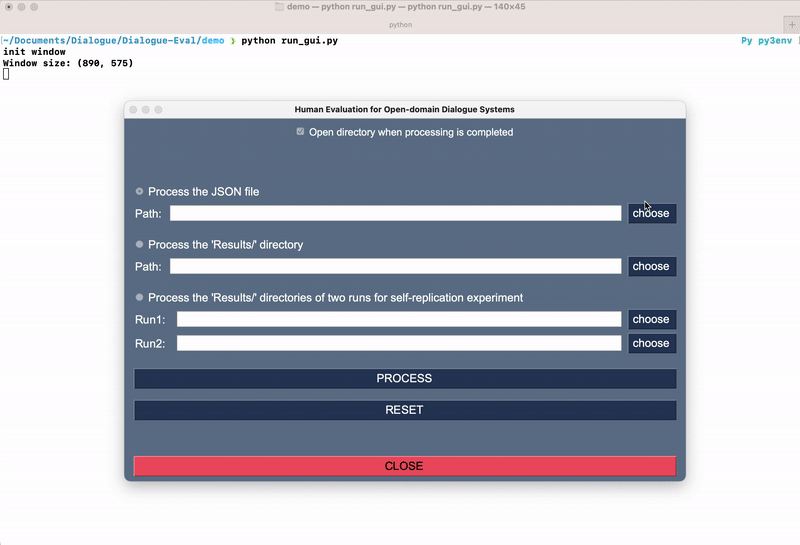 demo — python run_gui.py — python run_gui.py — 140×45
python
+
[~/Documents/Dialogue/Dialogue-Eval/demo ❯ python run_gui.py Py py3env
init window
Window size: (890, 575)
Human Evaluation for Open-domain Dialogue Systems
Open directory when processing is completed
Process the JSON file
Path: choose
Process the 'Results/' directory
Path: choose
Process the 'Results/' directories of two runs for self-replication experiment
Run1: choose
Run2: choose
PROCESS
RESET
CLOSE